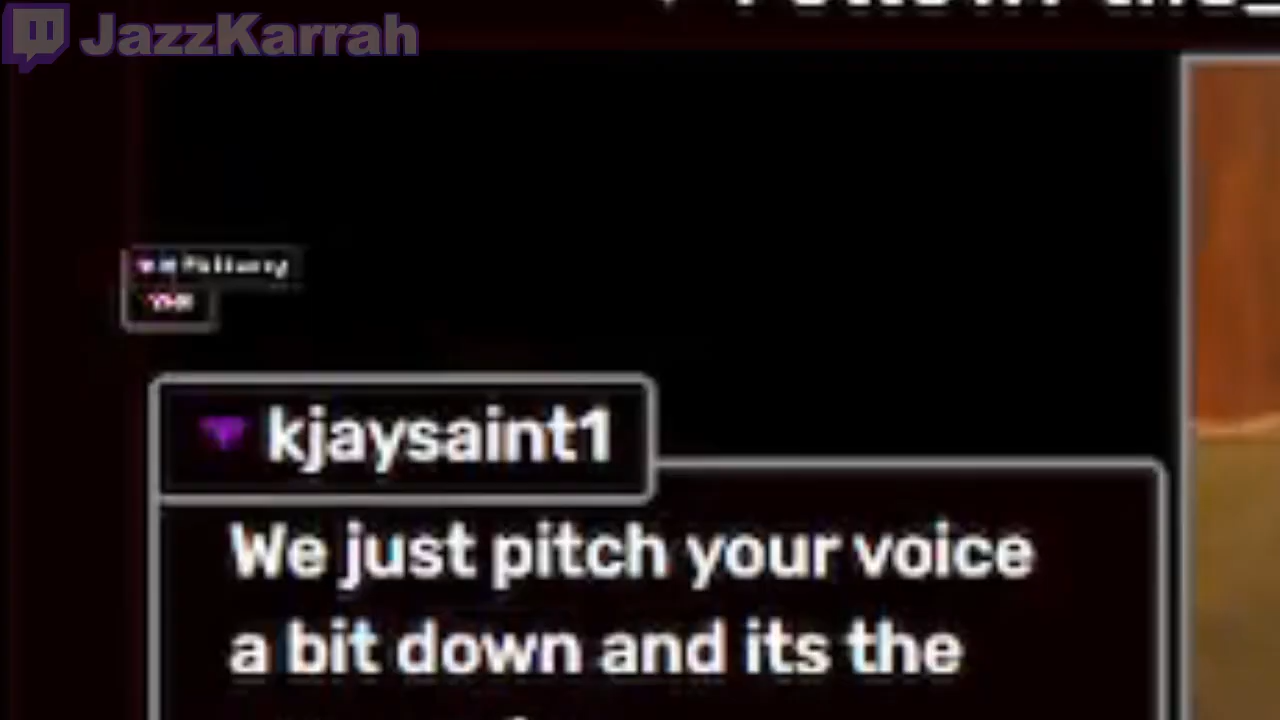 JazzKarrah
kjaysaint1
We just pitch your voice
a bit down and its the